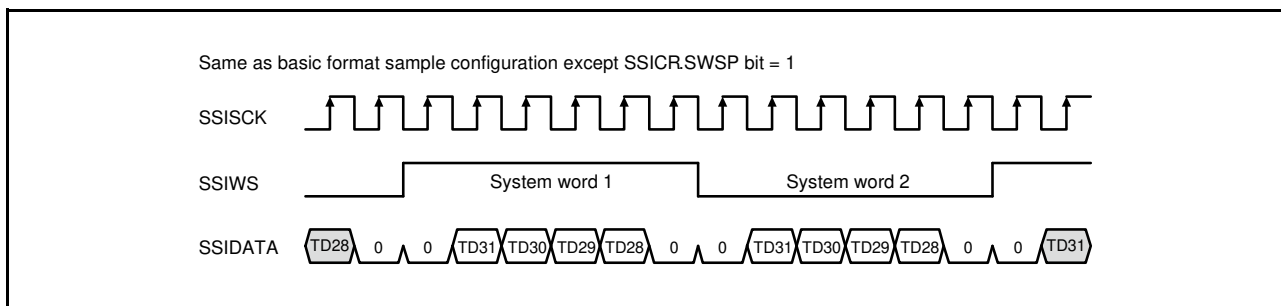 Same as basic format sample configuration except SSICR.SWSP bit = 1
SSISCK
SSIWS System word 1 System word 2
SSIDATA TD28 0 0 TD31 TD30 TD29 TD28 0 0 TD31 TD30 TD29 TD28 0 0 TD31